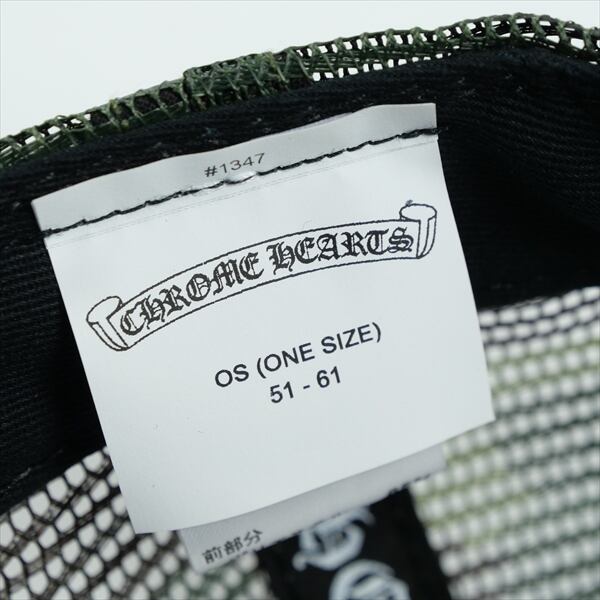 #1347
CHROME HEARTS
OS (ONE SIZE)
51 - 61
前部分